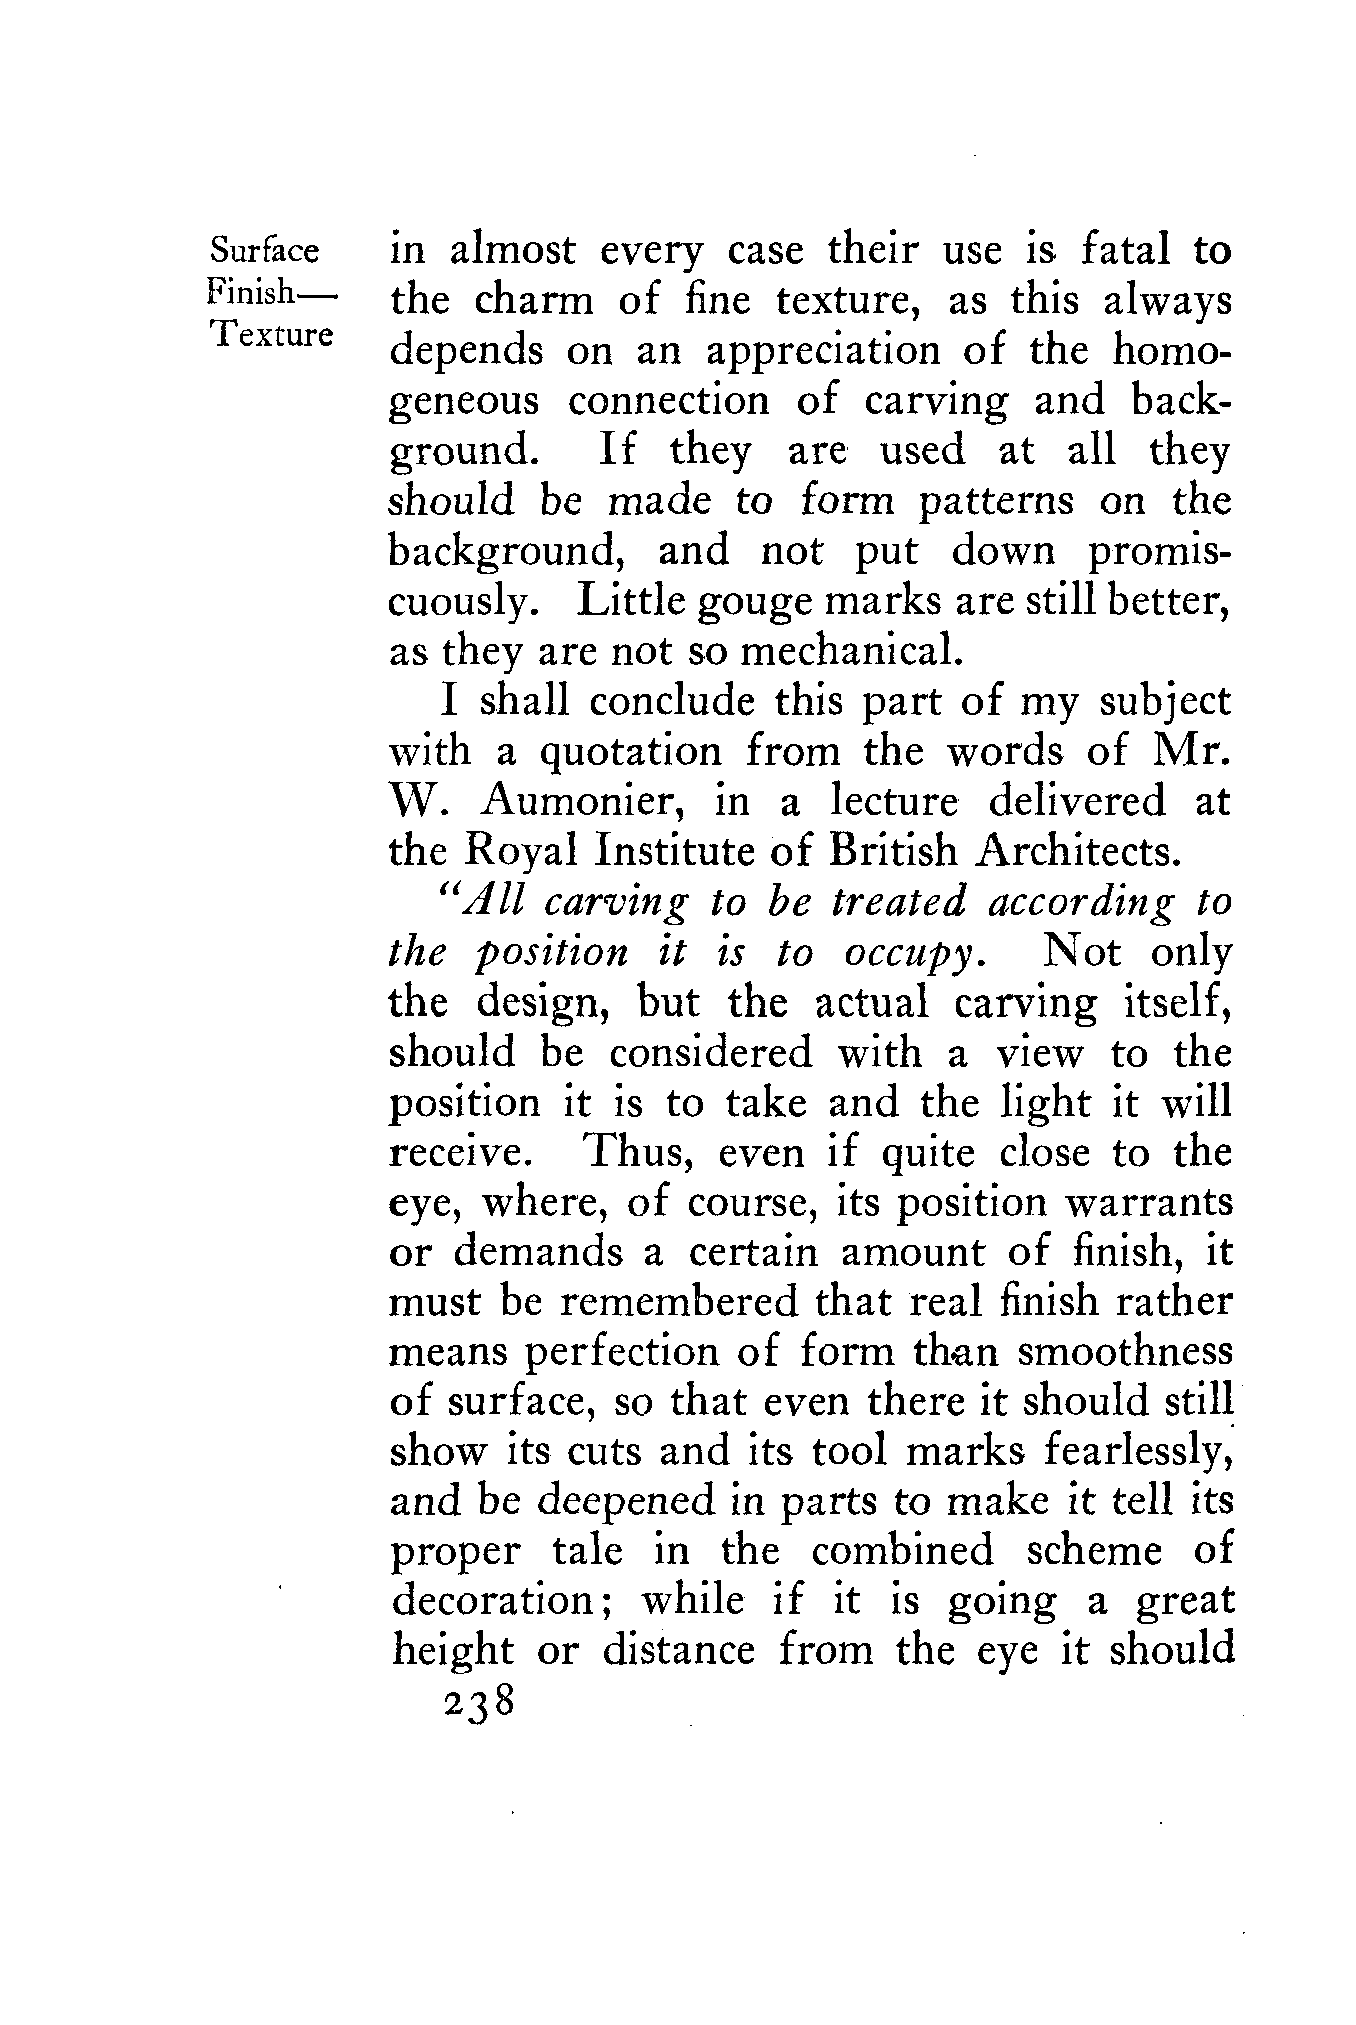 Surface
Finish—
Texture
in almost every case their use is fatal to
the charm of fine texture, as this always
depends on an appreciation of the homo-
geneous connection of carving and back-
ground. If they are used at all they
should be made to form patterns on the
background, and not put down promis-
cuously. Little gouge marks are still better,
as they are not so mechanical.
I shall conclude this part of my subject
with a quotation from the words of Mr.
W. Aumonier, in a lecture delivered at
the Royal Institute of British Architects.
“All carving to be treated according to
the position it is to occupy. Not only
the design, but the actual carving itself,
should be considered with a view to the
position it is to take and the light it will
receive. Thus, even if quite close to the
eye, where, of course, its position warrants
or demands a certain amount of finish, it
must be remembered that real finish rather
means perfection of form than smoothness
of surface, so that even there it should still
show its cuts and its tool marks fearlessly,
and be deepened in parts to make it tell its
proper tale in the combined scheme of
decoration; while if it is going a great
height or distance from the eye it should
238